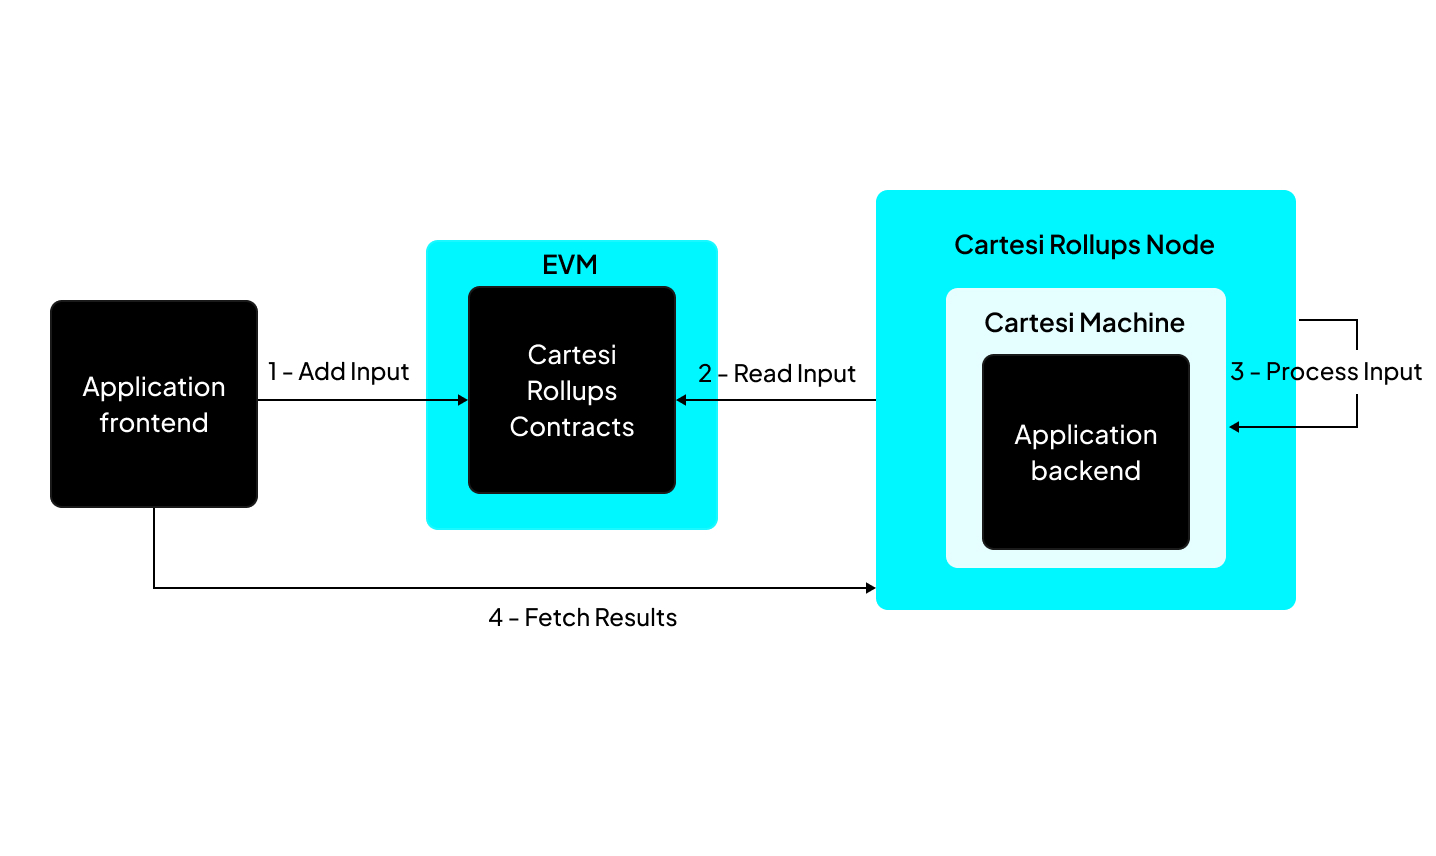 Application
frontend
1 - Add Input
EVM
Cartesi
Rollups
Contracts
2 - Read Input
Cartesi Rollups Node
Cartesi Machine
Application
backend
3 - Process Input
4 - Fetch Results